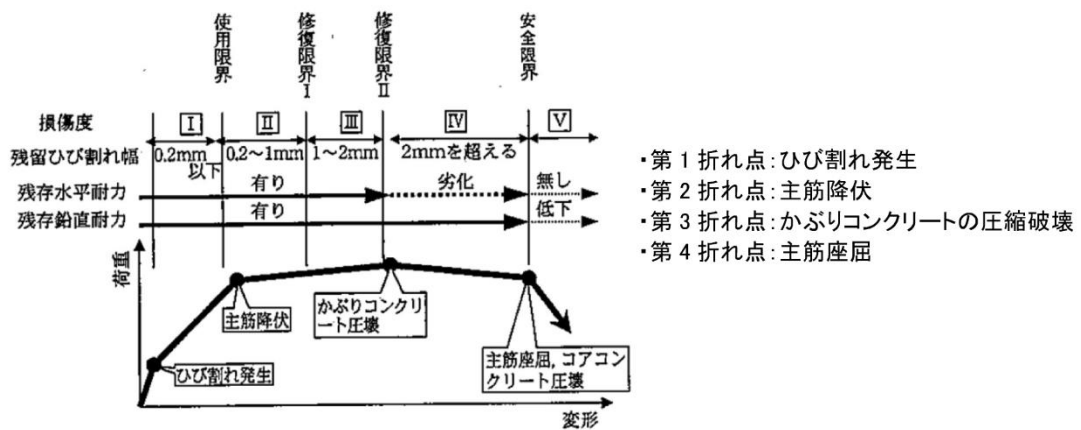 使用限界
修復限界Ⅰ
修復限界Ⅱ
安全限界
損傷度
Ⅰ
Ⅱ
Ⅲ
Ⅳ
Ⅴ
残留ひび割れ幅
0.2mm
以下
0.2～1mm
1～2mm
2mmを超える
残存水平耐力
有り
劣化
無し
残存鉛直耐力
有り
低下
荷重
主筋降伏
かぶりコンクリ
ート圧壊
ひび割れ発生
主筋座屈，コアコン
クリート圧壊
変形
・第1折れ点：ひび割れ発生
・第2折れ点：主筋降伏
・第3折れ点：かぶりコンクリートの圧縮破壊
・第4折れ点：主筋座屈